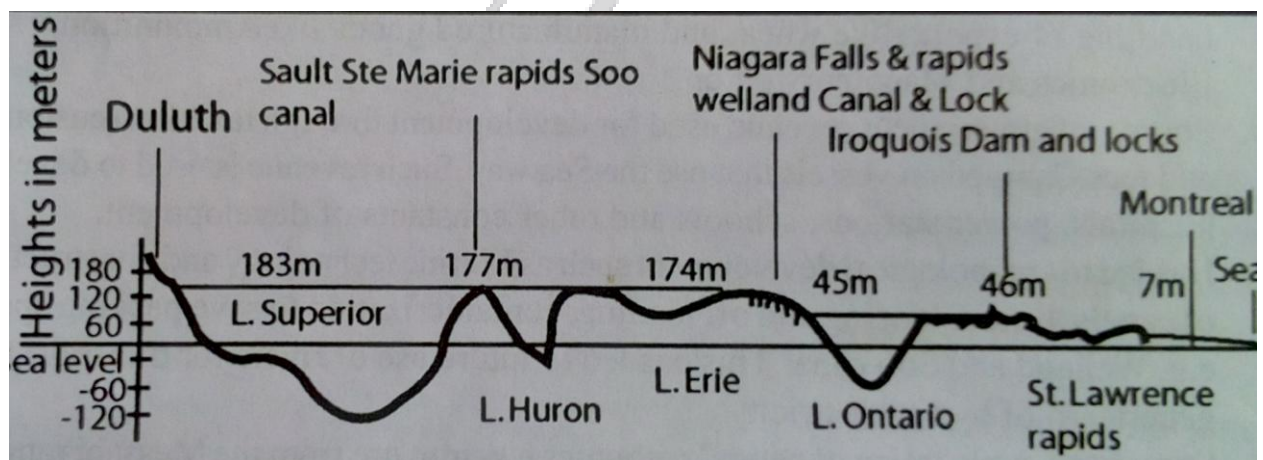 Heights in meters
Duluth
Sault Ste Marie rapids Soo
canal
Niagara Falls & rapids
welland Canal & Lock
Iroquois Dam and locks
Montreal
Sea
180
120
60
ea level
-60
-120
183m
177m
174m
45m
46m
7m
L. Superior
L.Huron
L.Erie
L.Ontario
St.Lawrence
rapids